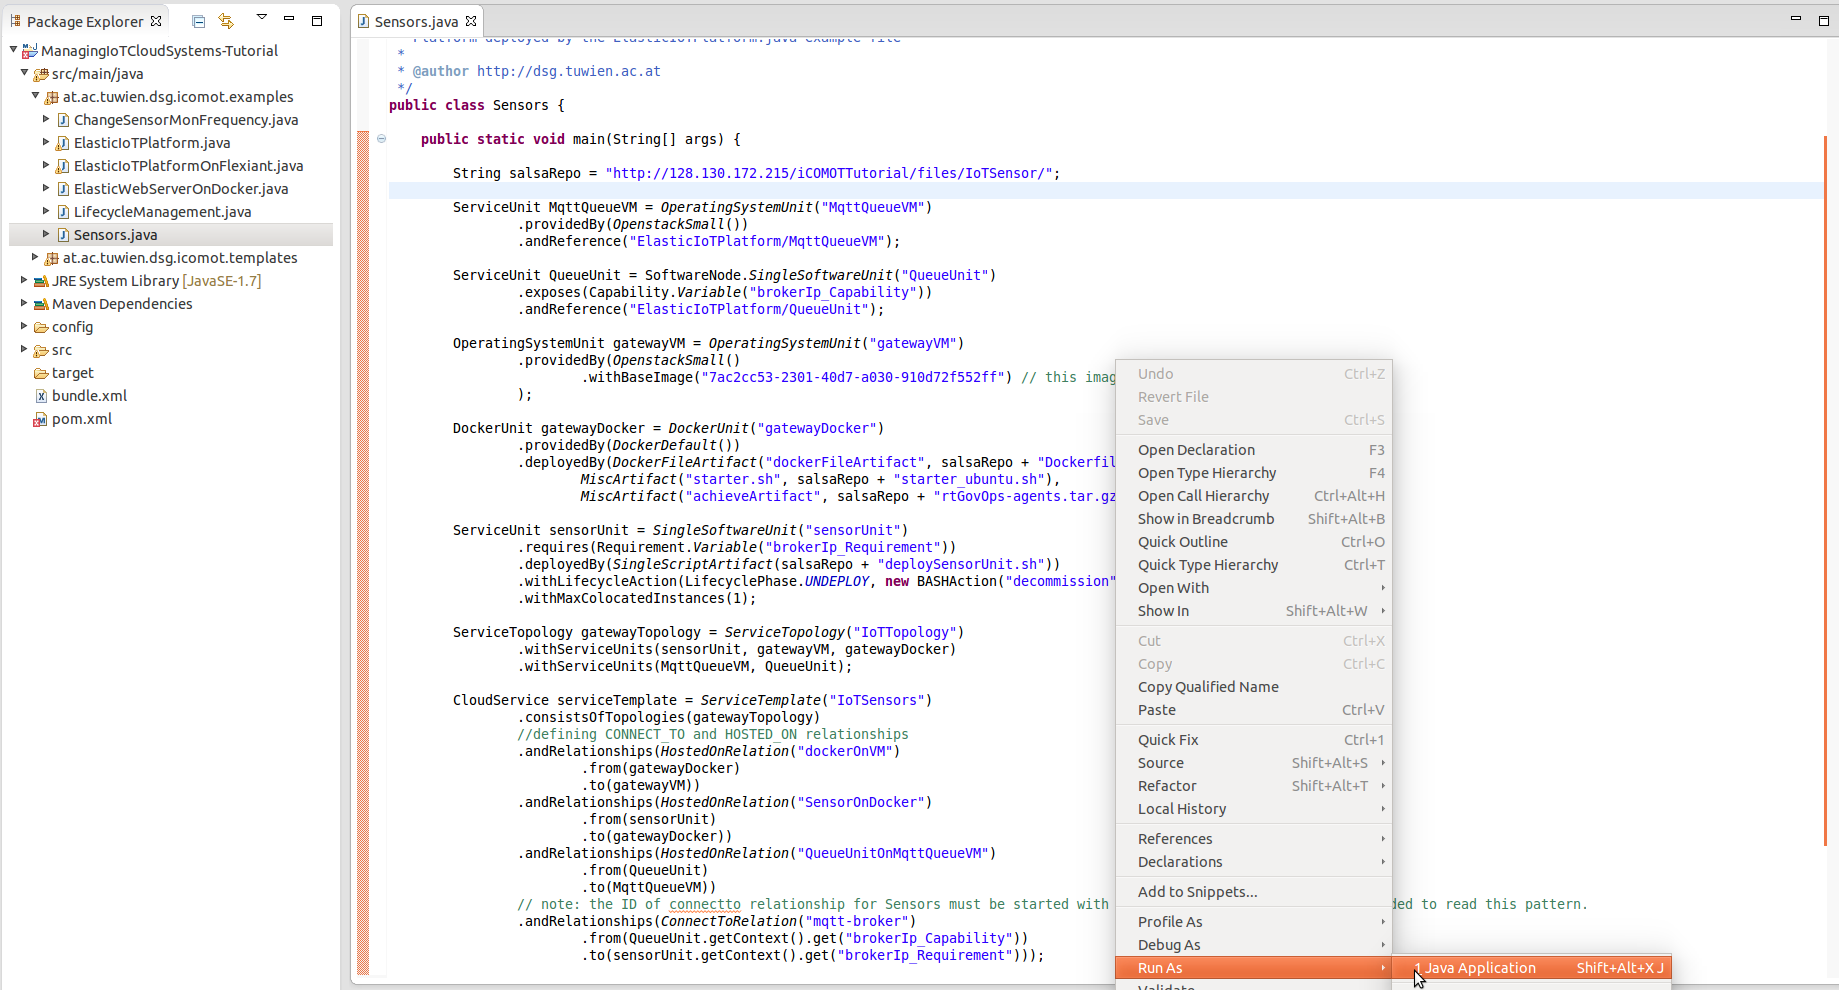 Package Explorer
ManagingIoTCloudSystems-Tutorial
src/main/java
at.ac.tuwien.dsg.icomot.examples
ChangeSensorMonFrequency.java
ElasticIoTPlatform.java
ElasticIoTPlatformOnFlexiant.java
ElasticWebServerOnDocker.java
LifecycleManagement.java
Sensors.java
at.ac.tuwien.dsg.icomot.templates
JRE System Library [JavaSE-1.7]
Maven Dependencies
config
src
target
bundle.xml
pom.xml
Sensors.java
Platform deployed by the ElasticIoTPlatform.java example file
*
* @author http://dsg.tuwien.ac.at
*/
public class Sensors {
public static void main(String[] args) {
String salsaRepo = "http://128.130.172.215/iCOMOTTutorial/files/IoTSensor/";
ServiceUnit MqttQueueVM = OperatingSystemUnit("MqttQueueVM")
.providedBy(OpenstackSmall())
.andReference("ElasticIoTPlatform/MqttQueueVM");
ServiceUnit QueueUnit = SoftwareNode.SingleSoftwareUnit("QueueUnit")
.exposes(Capability.Variable("brokerIp_Capability"))
.andReference("ElasticIoTPlatform/QueueUnit");
OperatingSystemUnit gatewayVM = OperatingSystemUnit("gatewayVM")
.providedBy(OpenstackSmall()
.withBaseImage("7ac2cc53-2301-40d7-a030-910d72f552ff") // this imag
);
DockerUnit gatewayDocker = DockerUnit("gatewayDocker")
.providedBy(DockerDefault())
.deployedBy(DockerFileArtifact("dockerFileArtifact", salsaRepo + "Dockerfil
MiscArtifact("starter.sh", salsaRepo + "starter_ubuntu.sh"),
MiscArtifact("achieveArtifact", salsaRepo + "rtGovOps-agents.tar.gz
ServiceUnit sensorUnit = SingleSoftwareUnit("sensorUnit")
.requires(Requirement.Variable("brokerIp_Requirement"))
.deployedBy(SingleScriptArtifact(salsaRepo + "deploySensorUnit.sh"))
.withLifecycleAction(LifecyclePhase.UNDEPLOY, new BASHAction("decommission"
.withMaxColocatedInstances(1);
ServiceTopology gatewayTopology = ServiceTopology("IoTTopology")
.withServiceUnits(sensorUnit, gatewayVM, gatewayDocker)
.withServiceUnits(MqttQueueVM, QueueUnit);
CloudService serviceTemplate = ServiceTemplate("IoTSensors")
.consistsOfTopologies(gatewayTopology)
//defining CONNECT_TO and HOSTED_ON relationships
.andRelationships(HostedOnRelation("dockerOnVM")
.from(gatewayDocker)
.to(gatewayVM))
.andRelationships(HostedOnRelation("SensorOnDocker")
.from(sensorUnit)
.to(gatewayDocker))
.andRelationships(HostedOnRelation("QueueUnitOnMqttQueueVM")
.from(QueueUnit)
.to(MqttQueueVM))
// note: the ID of connectto relationship for Sensors must be started with ded to read this pattern.
.andRelationships(ConnectToRelation("mqtt-broker")
.from(QueueUnit.getContext().get("brokerIp_Capability"))
.to(sensorUnit.getContext().get("brokerIp_Requirement")));
Undo Ctrl+Z
Revert File
Save Ctrl+S
Open Declaration F3
Open Type Hierarchy F4
Open Call Hierarchy Ctrl+Alt+H
Show in Breadcrumb Shift+Alt+B
Quick Outline Ctrl+O
Quick Type Hierarchy Ctrl+T
Open With
Show In Shift+Alt+W
Cut Ctrl+X
Copy Ctrl+C
Copy Qualified Name
Paste Ctrl+V
Quick Fix Ctrl+1
Source Shift+Alt+S
Refactor Shift+Alt+T
Local History
References
Declarations
Add to Snippets...
Profile As
Debug As
Run As
Validate
1 Java Application Shift+Alt+X J